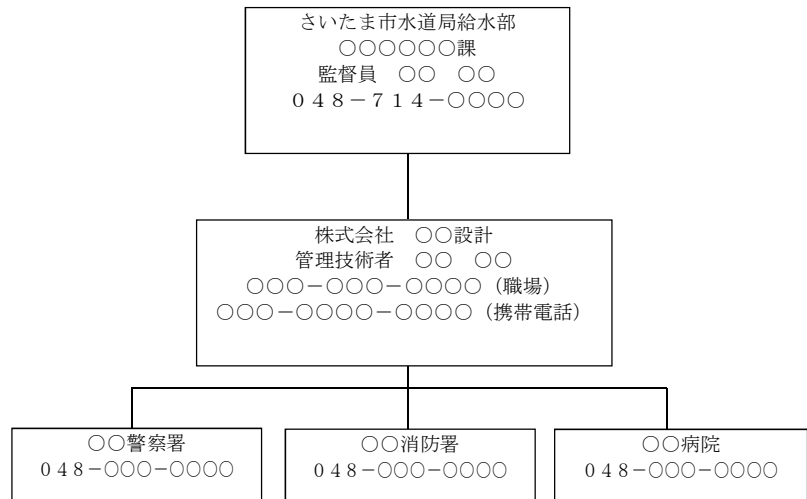 さいたま市水道局給水部
○○○○○○課
監督員　○○　○○
０４８－７１４－○○○○
株式会社　○○設計
管理技術者　○○　○○
○○○－○○○－○○○○（職場）
○○○－○○○○－○○○○（携帯電話）
○○警察署
０４８－○○○－○○○○
○○消防署
０４８－○○○－○○○○
○○病院
０４８－○○○－○○○○